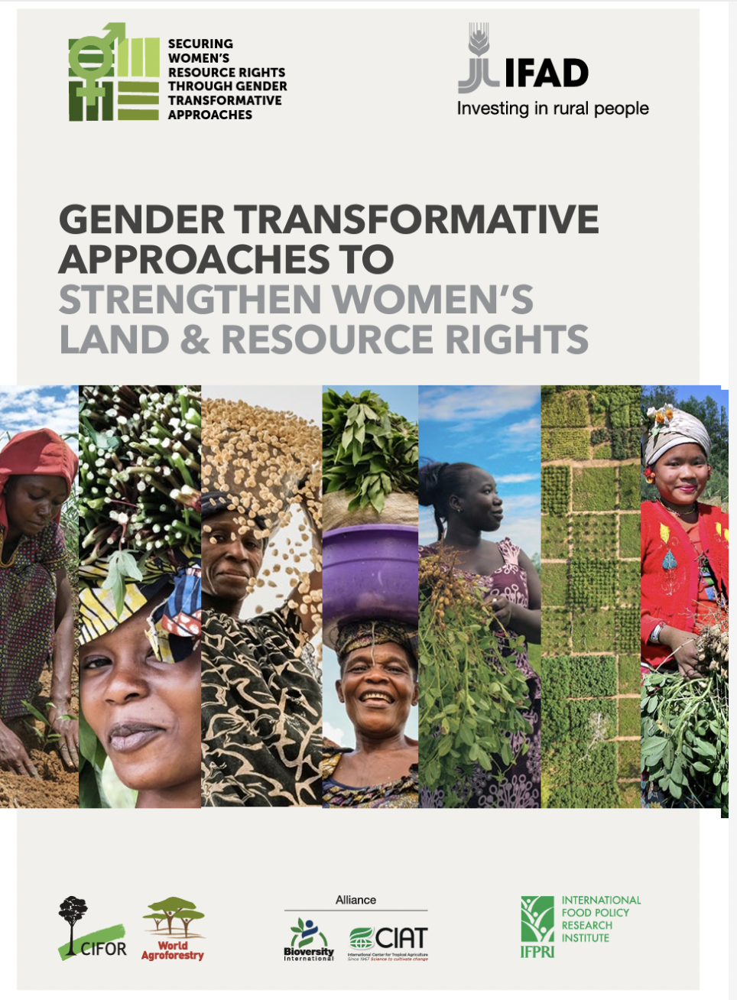 SECURING
WOMEN'S
RESOURCE RIGHTS
THROUGH GENDER
TRANSFORMATIVE
APPROACHES
IFAD
Investing in rural people
GENDER TRANSFORMATIVE
APPROACHES TO
STRENGTHEN WOMEN'S
LAND & RESOURCE RIGHTS
CIFOR
World
Agroforestry
Alliance
Bioversity
International
CIAT
International Center for Tropical Agriculture
Since 1967 Science to cultivate change
IFPRI
INTERNATIONAL
FOOD POLICY
RESEARCH
INSTITUTE